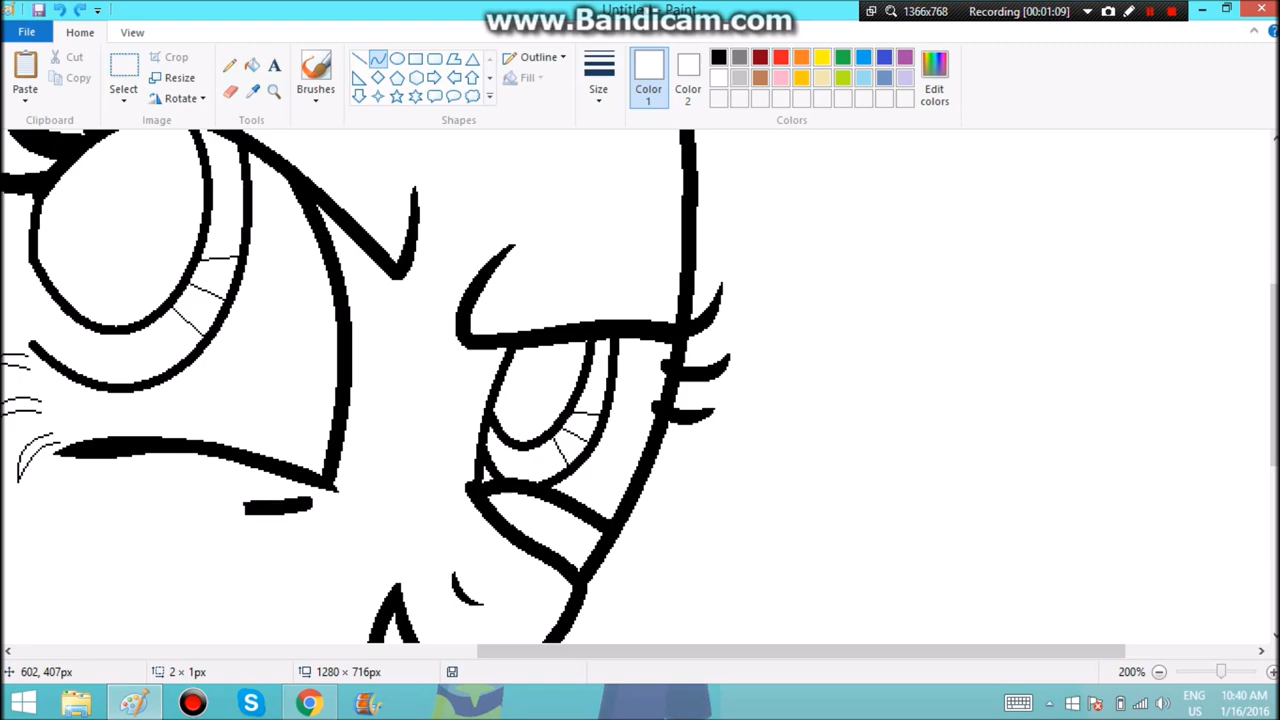 Untitled - Paint
www.Bandicam.com
1366x768
Recording [00:01:09]
File
Home
View
Paste
Cut
Copy
Clipboard
Select
Crop
Resize
Rotate
Image
Tools
Brushes
Shapes
Outline
Fill
Size
Color 1
Color 2
Edit colors
Colors
602, 407px
2 × 1px
1280 × 716px
200%
ENG
US
10:40 AM
1/16/2016